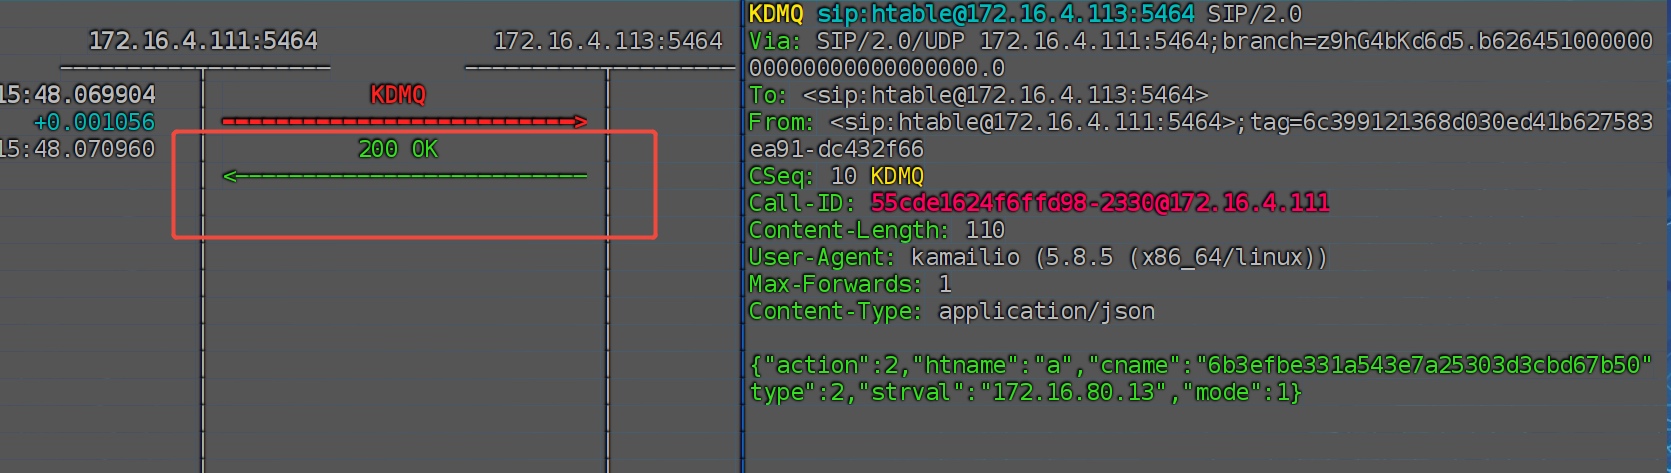 172.16.4.111:5464
172.16.4.113:5464
15:48.069904
KDMQ
+0.001056
15:48.070960
200 OK
KDMQ sip:htable@172.16.4.113:5464 SIP/2.0
Via: SIP/2.0/UDP 172.16.4.111:5464;branch=z9hG4bKd6d5.b626451000000
0000000000000000.0
To: <sip:htable@172.16.4.113:5464>
From: <sip:htable@172.16.4.111:5464>;tag=6c399121368d030ed41b627583
ea91-dc432f66
CSeq: 10 KDMQ
Call-ID: 55cde1624f6ffd98-2330@172.16.4.111
Content-Length: 110
User-Agent: kamailio (5.8.5 (x86_64/linux))
Max-Forwards: 1
Content-Type: application/json
{"action":2,"htname":"a","cname":"6b3efbe331a543e7a25303d3cbd67b50"
type":2,"strval":"172.16.80.13","mode":1}